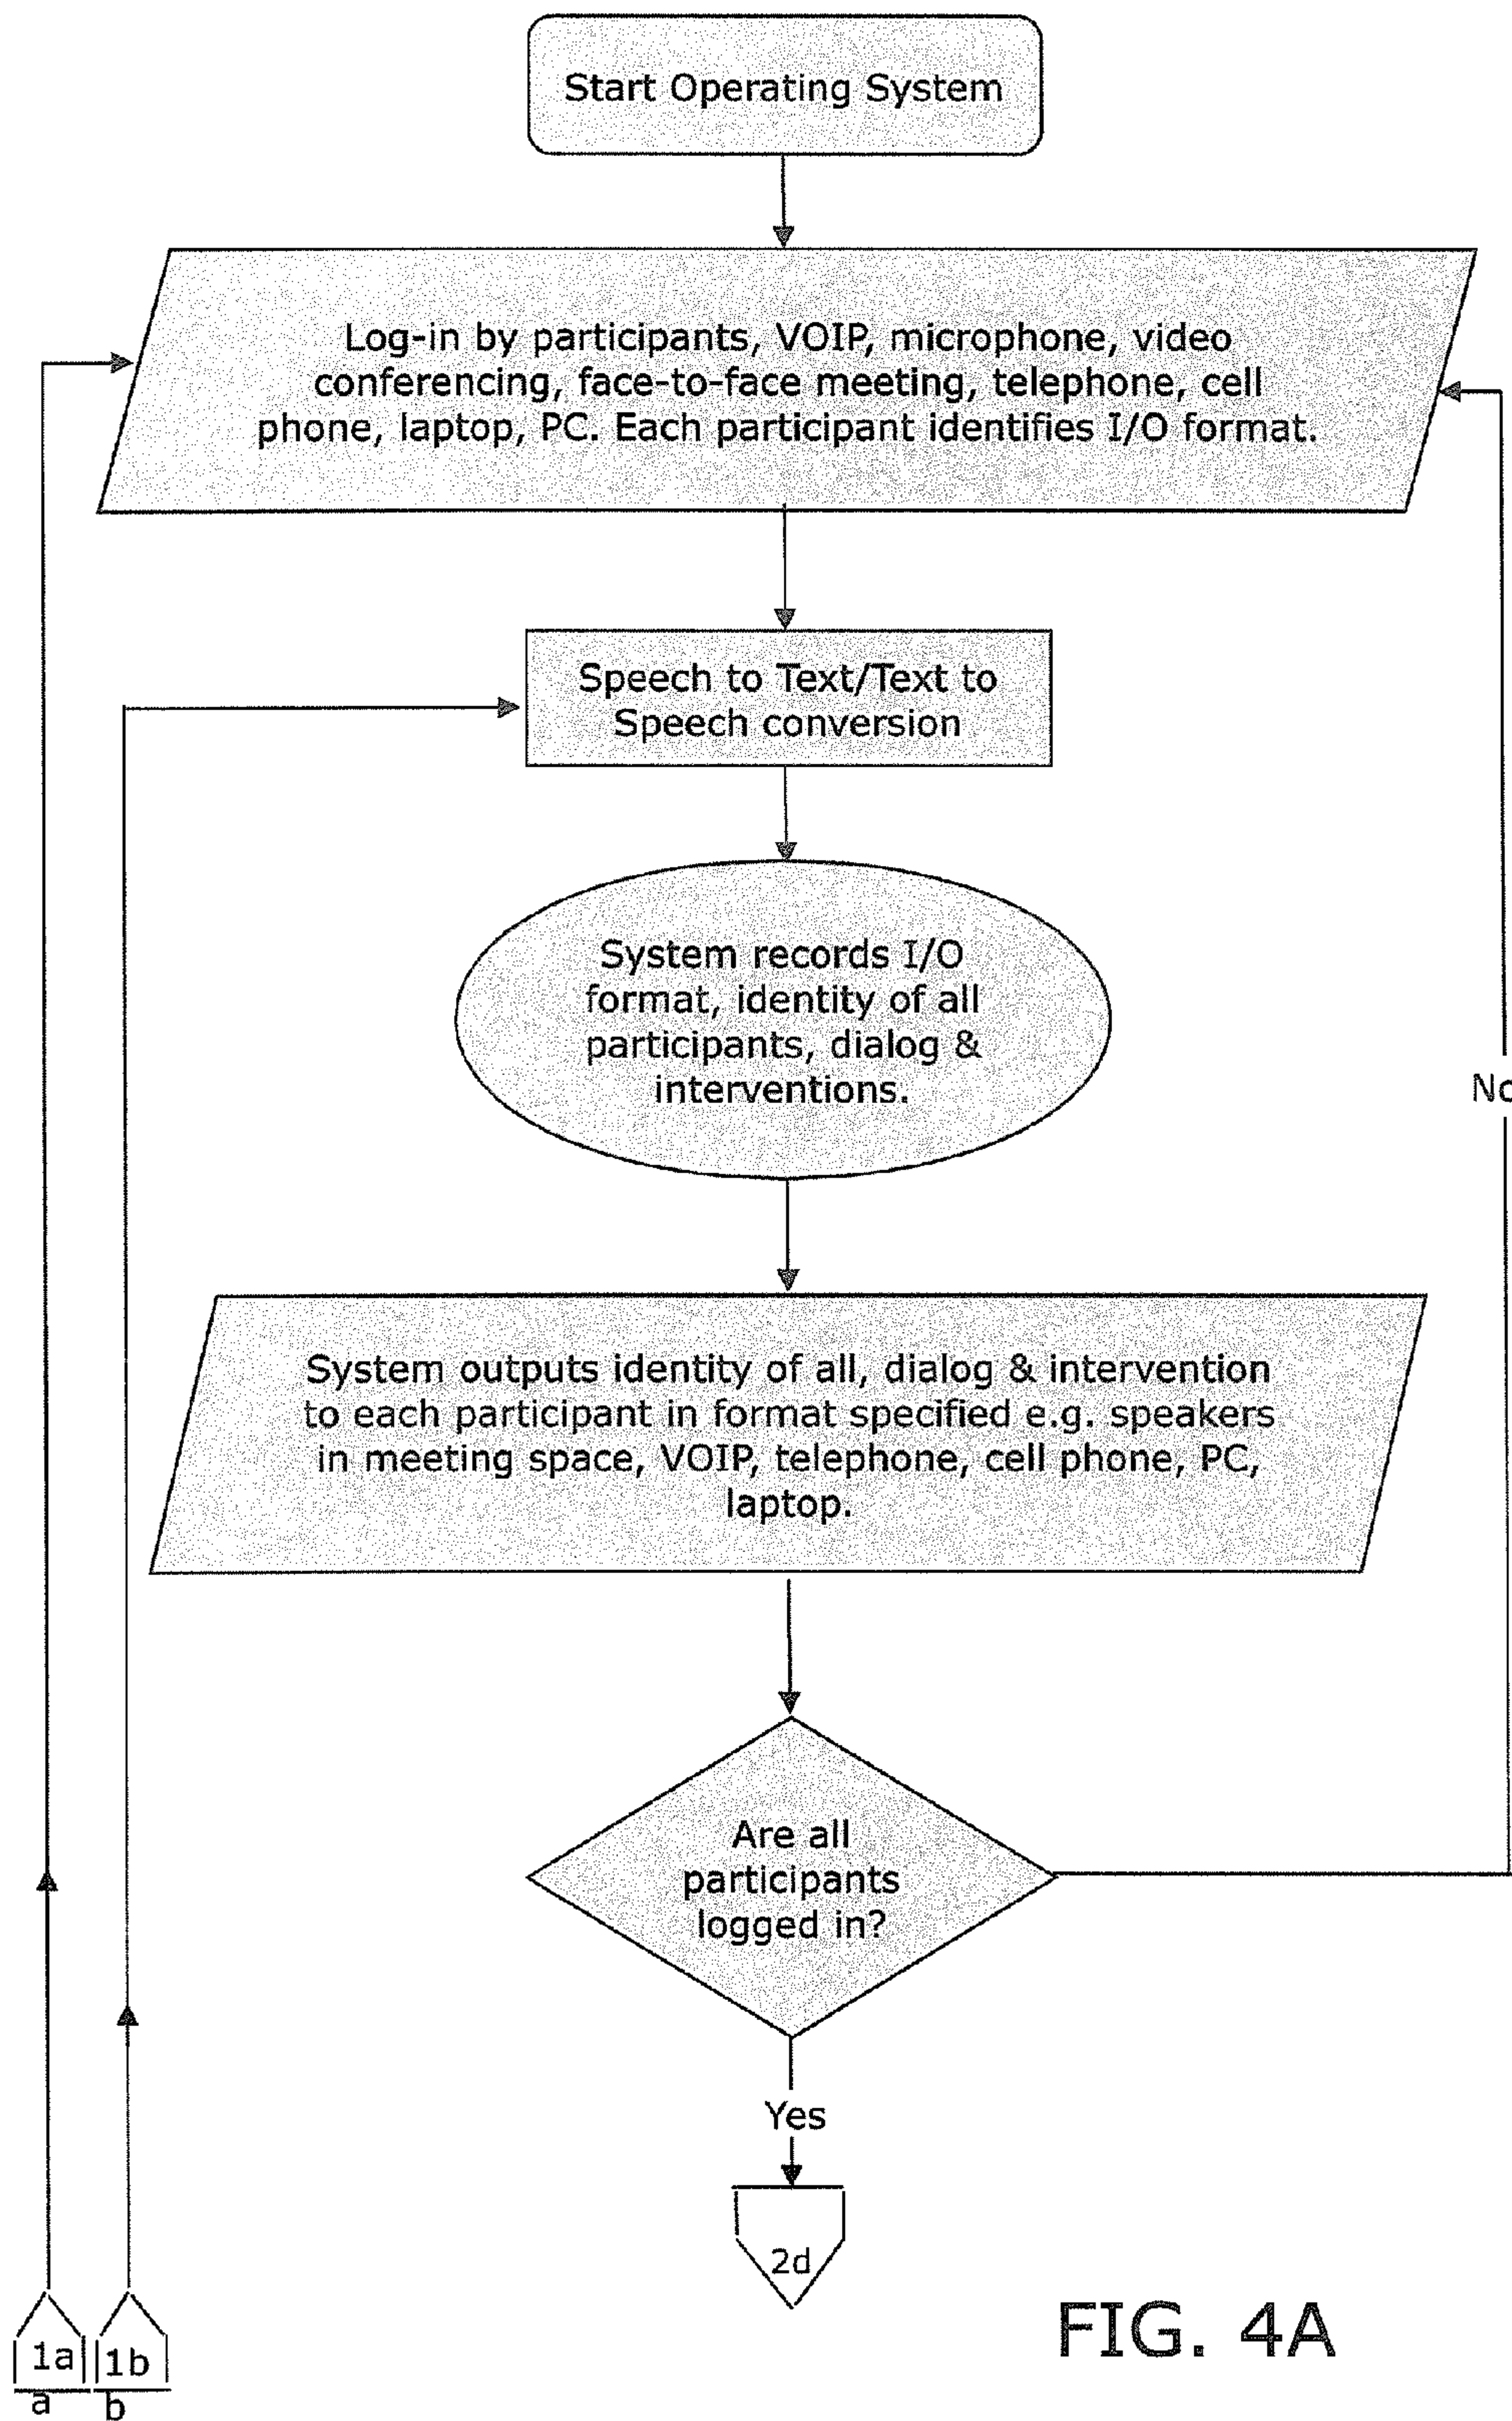 Start Operating System
Log-in by participants, VOIP, microphone, video
conferencing, face-to-face meeting, telephone, cell
phone, laptop, PC. Each participant identifies I/O format.
Speech to Text/Text to
Speech conversion
System records I/O
format, identity of all
participants, dialog &
interventions.
No
System outputs identity of all, dialog & intervention
to each participant in format specified e.g. speakers
in meeting space, VOIP, telephone, cell phone, PC,
laptop.
Are all
participants
logged in?
Yes
2d
1a
1b
a
b
FIG. 4A